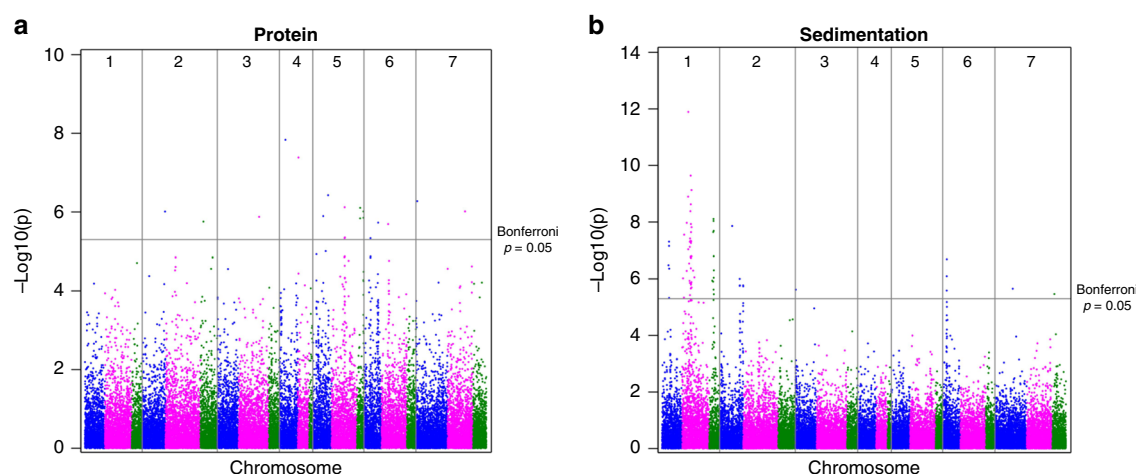 a
Protein
10
8
6
4
2
0
–Log10(p)
1 2 3 4 5 6 7
Bonferroni
p = 0.05
b
Sedimentation
14
12
10
8
6
4
2
0
–Log10(p)
1 2 3 4 5 6 7
Bonferroni
p = 0.05
Chromosome
Chromosome